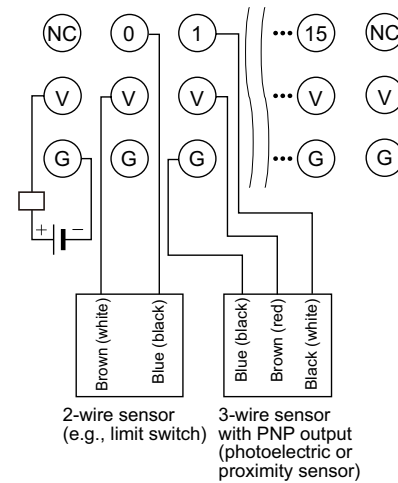 NC 0 1 ••• 15 NC
V V V ••• V V
G G G ••• G G
+ −
Brown (white)
Blue (black)
Blue (black)
Brown (red)
Black (white)
2-wire sensor
(e.g., limit switch)
3-wire sensor
with PNP output
(photoelectric or
proximity sensor)